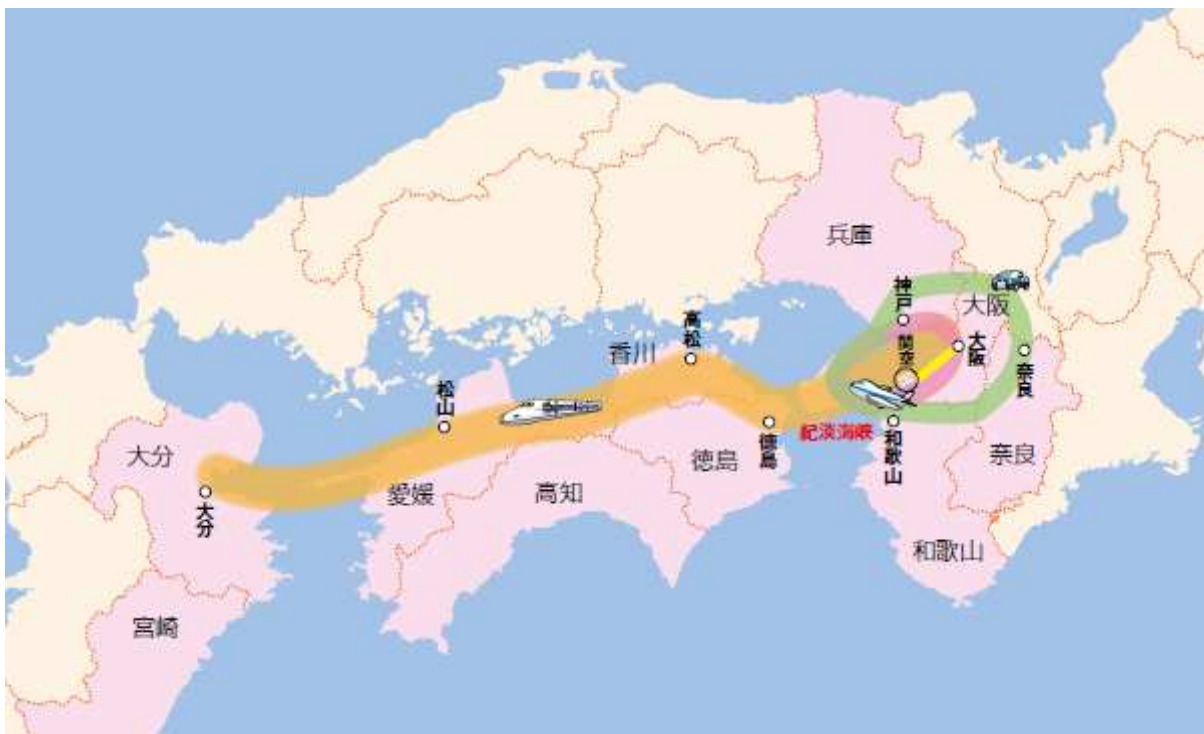 兵庫
神戸
大阪
関空
大阪
奈良
高松
香川
松山
紀淡海峡
和歌山
徳島
徳島
奈良
大分
愛媛
高知
大分
和歌山
宮崎